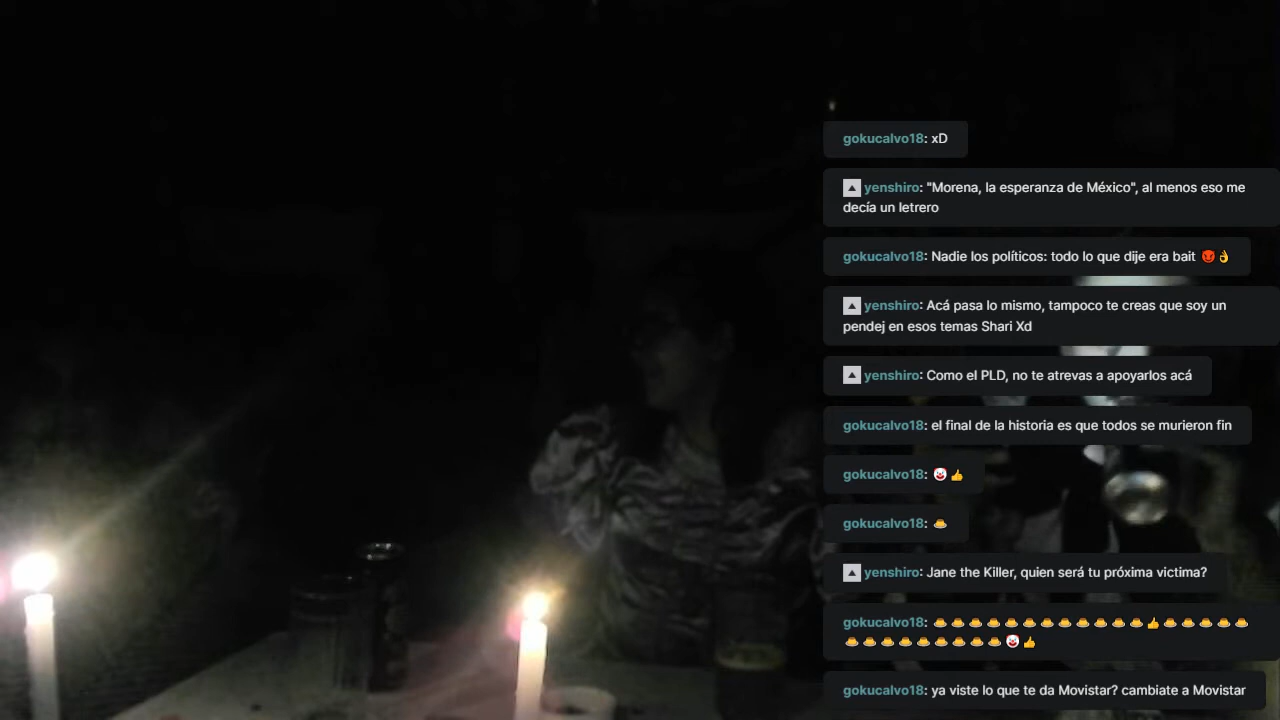 gokucalvo18: xD
yenshiro: "Morena, la esperanza de México", al menos eso me
decía un letrero
gokucalvo18: Nadie los políticos: todo lo que dije era bait 😡👌
yenshiro: Acá pasa lo mismo, tampoco te creas que soy un
pendej en esos temas Shari Xd
yenshiro: Como el PLD, no te atrevas a apoyarlos acá
gokucalvo18: el final de la historia es que todos se murieron fin
gokucalvo18: 🤡👍
gokucalvo18: 🍮
yenshiro: Jane the Killer, quien será tu próxima victima?
gokucalvo18: 🍮🍮🍮🍮🍮🍮🍮🍮🍮🍮🍮🍮👍🍮🍮🍮🍮🍮
🍮🍮🍮🍮🍮🍮🍮🍮🍮🤡👍
gokucalvo18: ya viste lo que te da Movistar? cambiate a Movistar